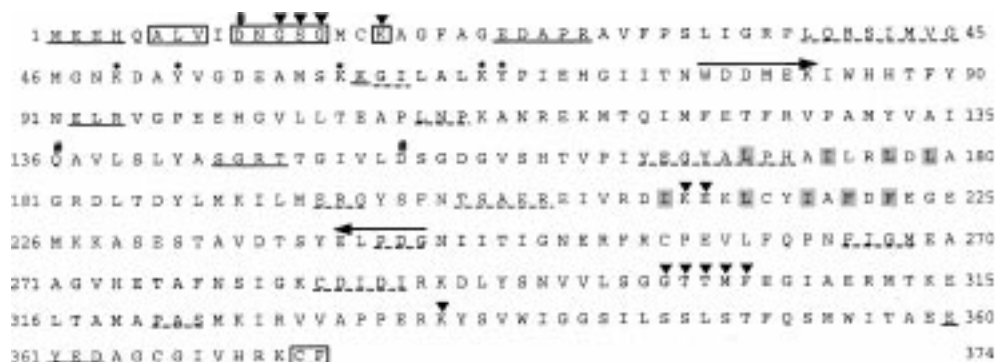 1 M E E H Q A L V I D N G S G M C K A G F A G E D A P R A V F P S L I G R P L Q H S I M V G 45
46 M G N K D A Y V G D E A M S K E G I L A L K Y P I E H G I I T N W D D M E K I W H H T F Y 90
91 N E L R V G P E E H G V L L T E A P L N P K A N R E K M T Q I M F E T F R V P A M Y V A I 135
136 Q A V L S L Y A S G R T T G I V L D S G D G V S H T V P I Y E G Y A L P H A I L R L D L A 180
181 G R D L T D Y L M K I L M E R Q Y S F N T S A E R E I V R D I K E K L C Y I A F D F E G E 225
226 M K K A S E S T A V D T S Y E L P D G N I I T I G N E R F R C P E V L F Q P N F I G M E A 270
271 A G V H E T A F N S I G K C D I D I R K D L Y S N V V L S G G T T M F E G I A E R M T K E 315
316 L T A M A P A S M K I R V V A P P E R K Y S V W I G G S I L S S L S T F Q S M W I T A E E 360
361 Y E D A G C G I V H R K C F 374